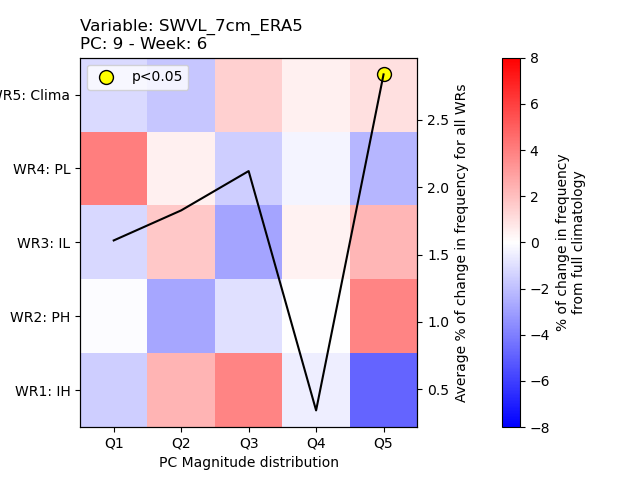 Variable: SWVL_7cm_ERA5
PC: 9 - Week: 6
p<0.05
WR5: Clima
WR4: PL
WR3: IL
WR2: PH
WR1: IH
Q1 Q2 Q3 Q4 Q5
PC Magnitude distribution
2.5
2.0
1.5
1.0
0.5
Average % of change in frequency for all WRs
8
6
4
2
0
−2
−4
−6
−8
% of change in frequency
from full climatology